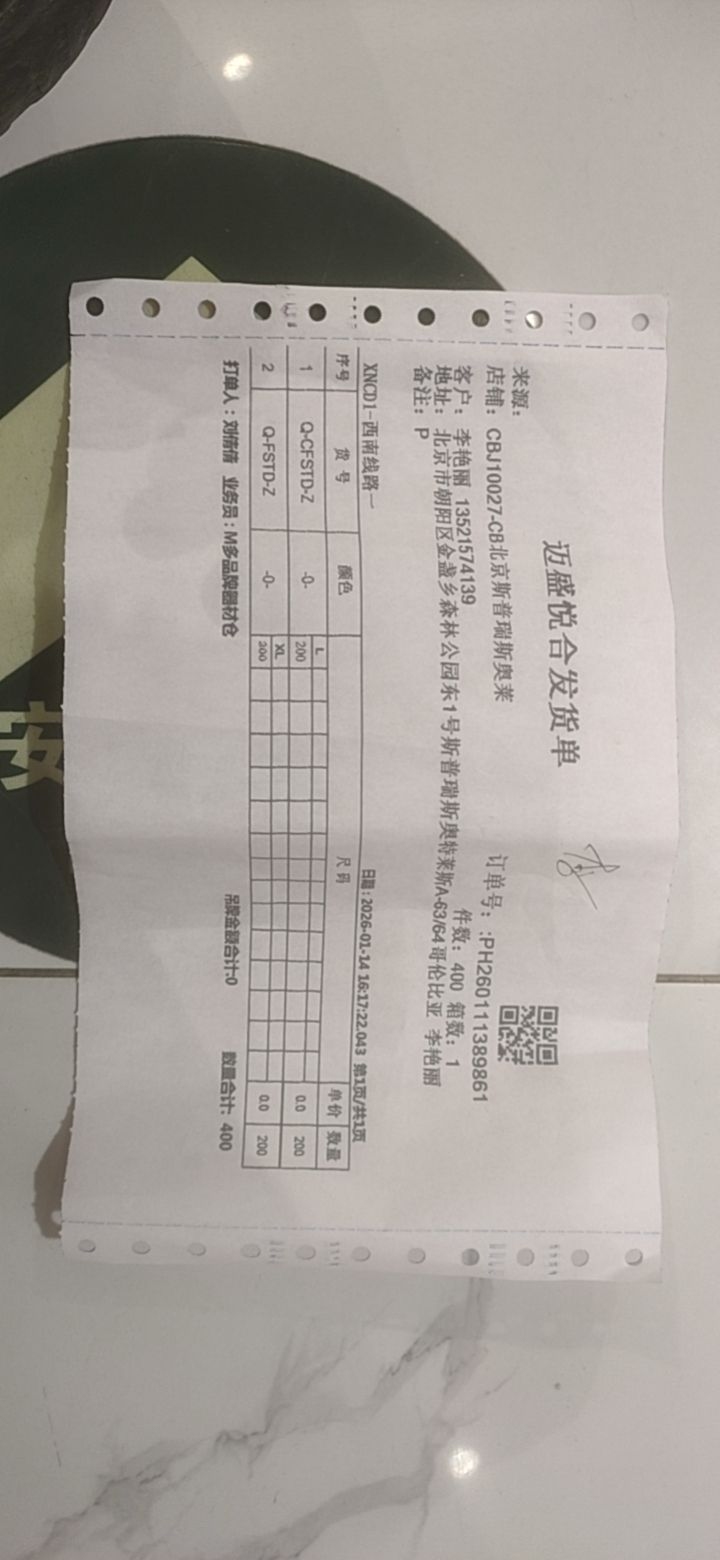 迈盛悦合发货单
来源：
店铺：CBJ10027-CB北京斯普瑞斯奥莱 订单号：:PH260111389861
客户：李艳丽 13521574139 件数：400 箱数：1
地址：北京市朝阳区金盏乡森林公园东1号斯普瑞斯奥特莱斯A-63/64哥伦比亚 李艳丽
备注：P
XNCD1-西南线路一 日期：2026-01-14 16:17:22.043 第1页/共1页
序号 货号 颜色 尺码 单价 数量
L
1 Q-CFSTD-Z -0- 200 0.0 200
XL
2 Q-FSTD-Z -0- 200 0.0 200
打单人：刘倩倩 业务员：M多品牌器材仓 吊牌金额合计:0 数量合计：400